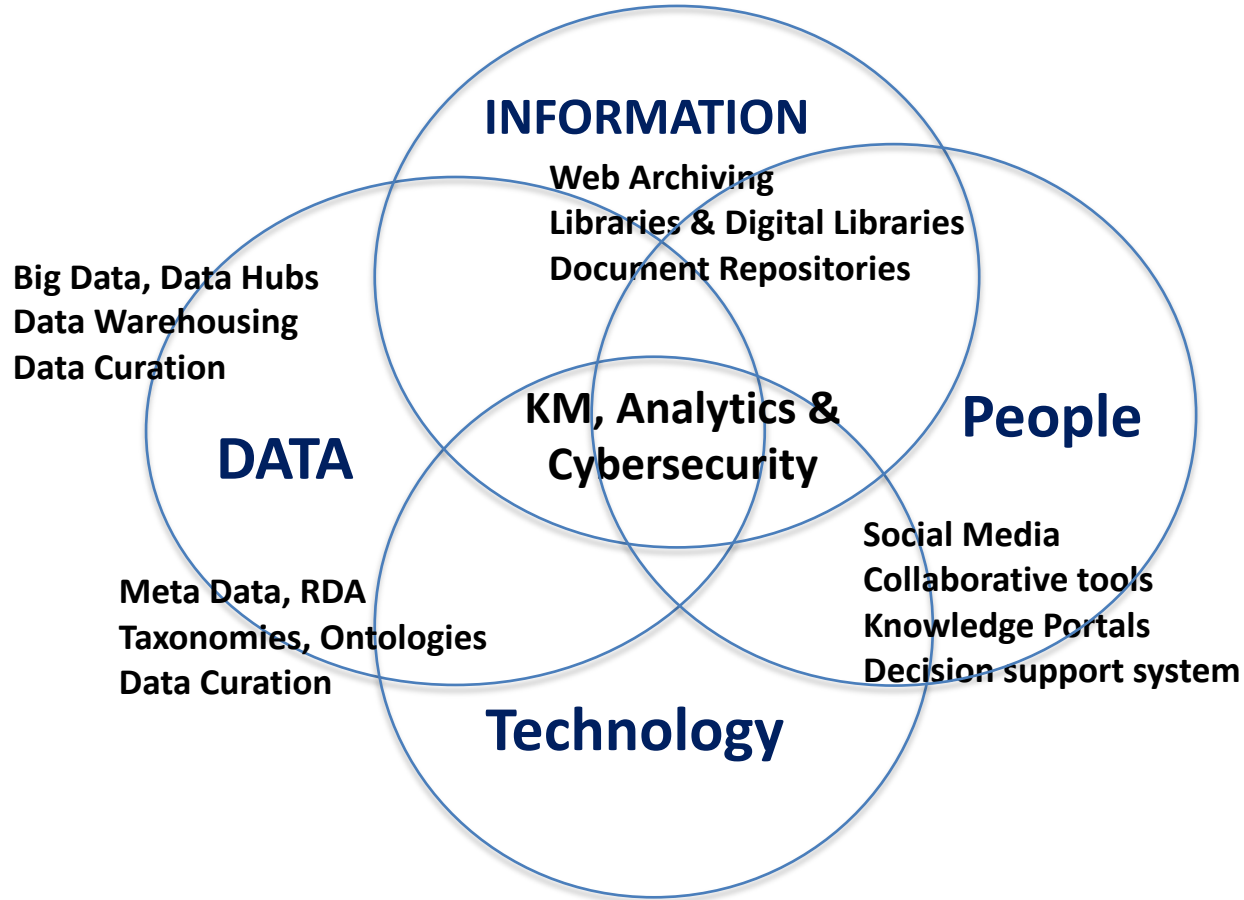 INFORMATION
Web Archiving
Libraries & Digital Libraries
Document Repositories
Big Data, Data Hubs
Data Warehousing
Data Curation
KM, Analytics &
Cybersecurity
People
DATA
Social Media
Collaborative tools
Knowledge Portals
Decision support system
Meta Data, RDA
Taxonomies, Ontologies
Data Curation
Technology